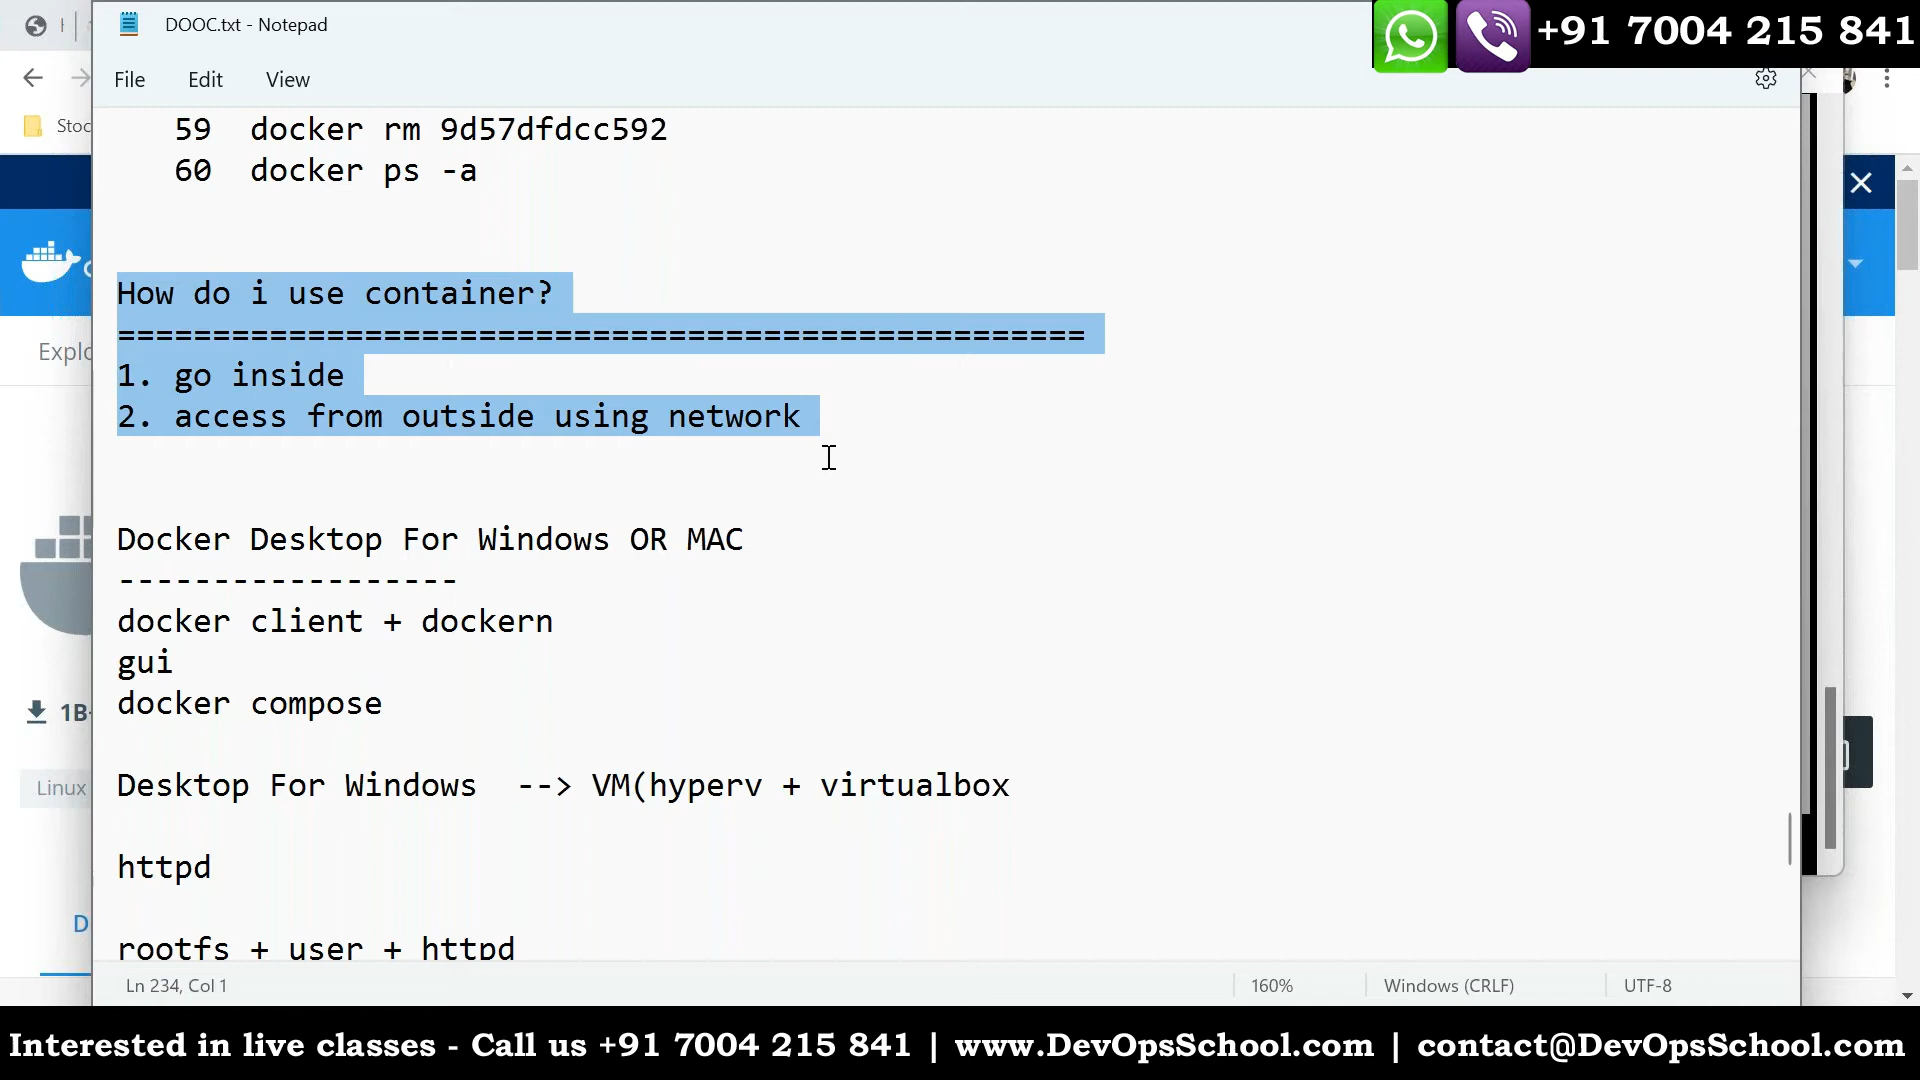 DOOC.txt - Notepad
+91 7004 215 841
File Edit View
Stoc
59 docker rm 9d57dfdcc592
60 docker ps -a
How do i use container?
===================================================
Explo
1. go inside
2. access from outside using network
Docker Desktop For Windows OR MAC
------------------
docker client + dockern
gui
1B
docker compose
Linux
Desktop For Windows --> VM(hyperv + virtualbox
httpd
D
rootfs + user + httpd
Ln 234, Col 1
160%
Windows (CRLF)
UTF-8
Interested in live classes - Call us +91 7004 215 841 | www.DevOpsSchool.com | contact@DevOpsSchool.com